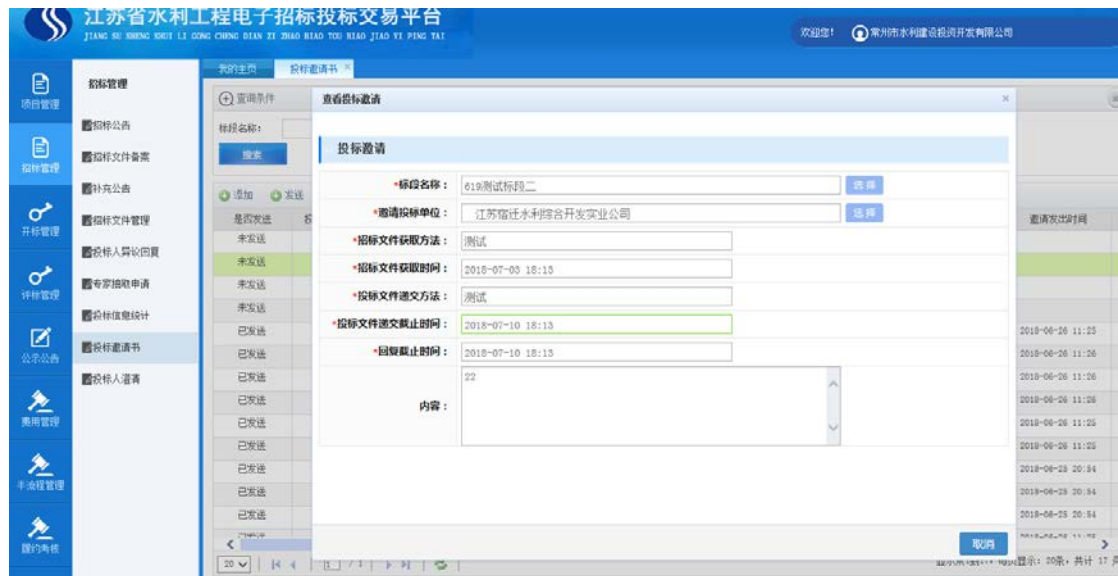 江苏省水利工程电子招标投标交易平台
JIANG SU SHENG SHUI LI GONG CHENG DIAN ZI ZHAO BIAO TOU BIAO JIAO YI PING TAI
欢迎您! 常州市水利建设投资开发有限公司
我的主页 投标邀请书 ×
项目管理
招标管理
开标管理
评标管理
公示公告
费用管理
半流程管理
履约考核
招标管理
招标公告
招标文件备案
补充公告
招标文件管理
投标人异议回复
专家抽取申请
投标信息统计
投标邀请书
投标人澄清
查询条件
标段名称:
搜索
添加 发送
是否发送
邀请发出时间
未发送
未发送
未发送
未发送
已发送 2018-06-26 11:25
已发送 2018-06-26 11:26
已发送 2018-06-26 11:26
已发送 2018-06-26 11:26
已发送 2018-06-26 11:25
已发送 2018-06-26 11:25
已发送 2018-06-25 20:54
已发送 2018-06-25 20:54
已发送 2018-06-25 20:54
查看投标邀请 ×
投标邀请
*标段名称: 619测试标段二 选择
*邀请投标单位: 江苏宿迁水利综合开发实业公司 选择
*招标文件获取方法: 测试
*招标文件获取时间: 2018-07-03 18:13
*投标文件递交方法: 测试
*投标文件递交截止时间: 2018-07-10 18:13
*回复截止时间: 2018-07-10 18:13
内容: 22
取消
20 1 / 1
每页显示: 20条, 共计 17